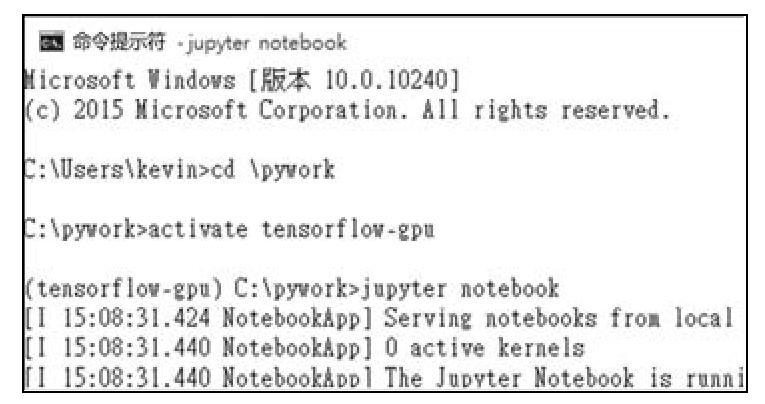 命令提示符 - jupyter notebook
Microsoft Windows [版本 10.0.10240]
(c) 2015 Microsoft Corporation. All rights reserved.
C:\Users\kevin>cd \pywork
C:\pywork>activate tensorflow-gpu
(tensorflow-gpu) C:\pywork>jupyter notebook
[I 15:08:31.424 NotebookApp] Serving notebooks from local
[I 15:08:31.440 NotebookApp] 0 active kernels
[I 15:08:31.440 NotebookApp] The Jupyter Notebook is runni